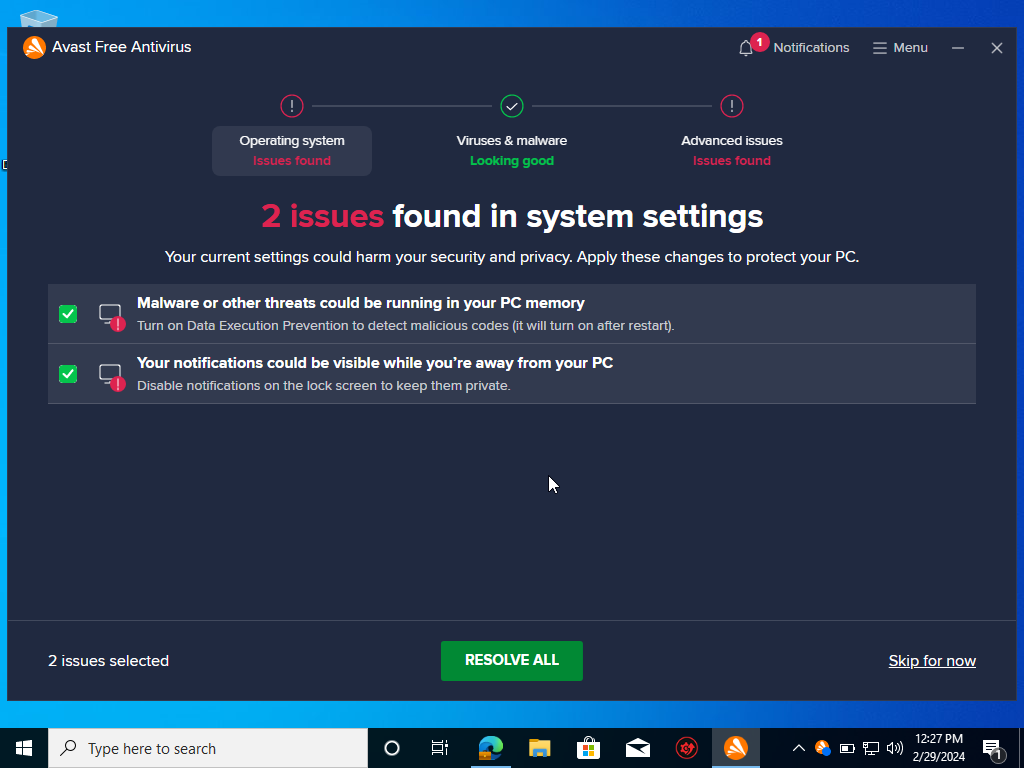 Avast Free Antivirus
1
Notifications
Menu
Operating system
Issues found
Viruses & malware
Looking good
Advanced issues
Issues found
2 issues found in system settings
Your current settings could harm your security and privacy. Apply these changes to protect your PC.
Malware or other threats could be running in your PC memory
Turn on Data Execution Prevention to detect malicious codes (it will turn on after restart).
Your notifications could be visible while you’re away from your PC
Disable notifications on the lock screen to keep them private.
2 issues selected
RESOLVE ALL
Skip for now
Type here to search
12:27 PM
2/29/2024
1